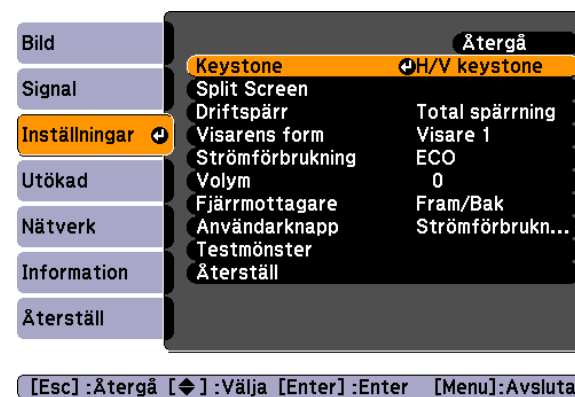 Bild
Signal
Inställningar
Utökad
Nätverk
Information
Återställ
Återgå
Keystone H/V keystone
Split Screen
Driftspärr Total spärrning
Visarens form Visare 1
Strömförbrukning ECO
Volym 0
Fjärrmottagare Fram/Bak
Användarknapp Strömförbrukn...
Testmönster
Återställ
[Esc] :Återgå [◆] :Välja [Enter] :Enter [Menu]:Avsluta